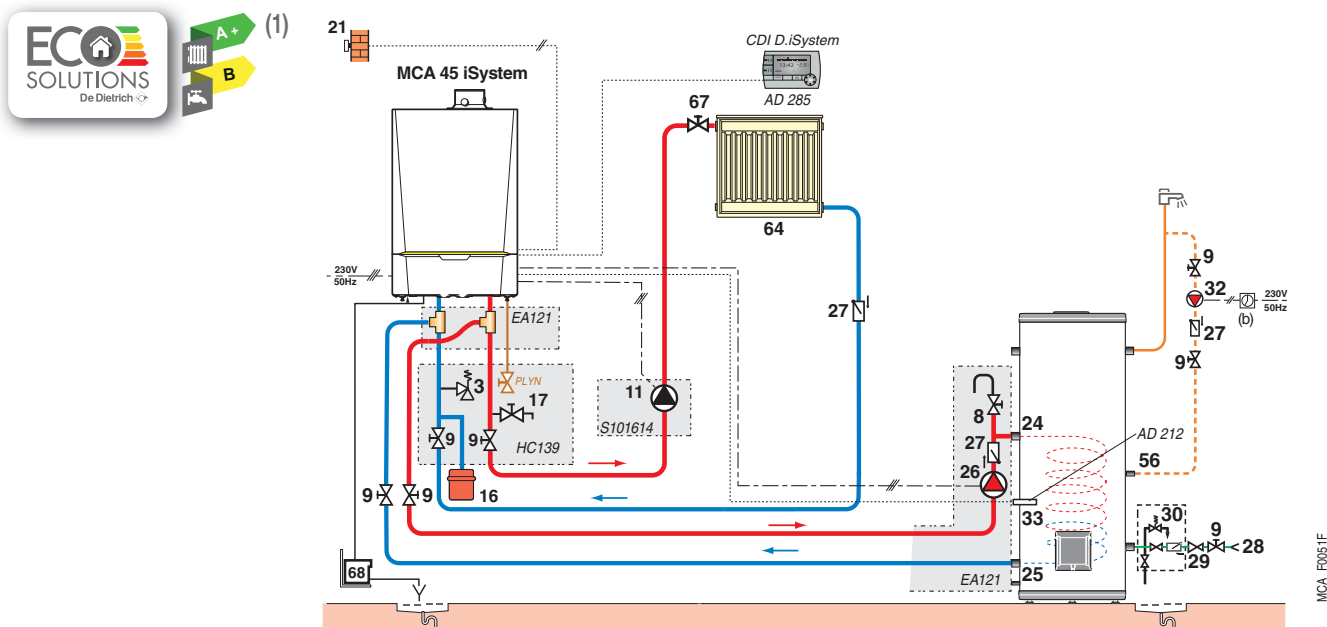 ECO
SOLUTIONS
De Dietrich
A+
B
(1)
21
MCA 45 iSystem
CDI D.iSystem
AD 285
67
64
230V
50Hz
EA121
3
PLYN
17
9
9
HC139
16
11
S101614
27
9
9
68
8
24
27
26
33
25
EA121
AD 212
56
9
32
230V
50Hz
(b)
27
9
30
9
28
29
MCA_F0051F